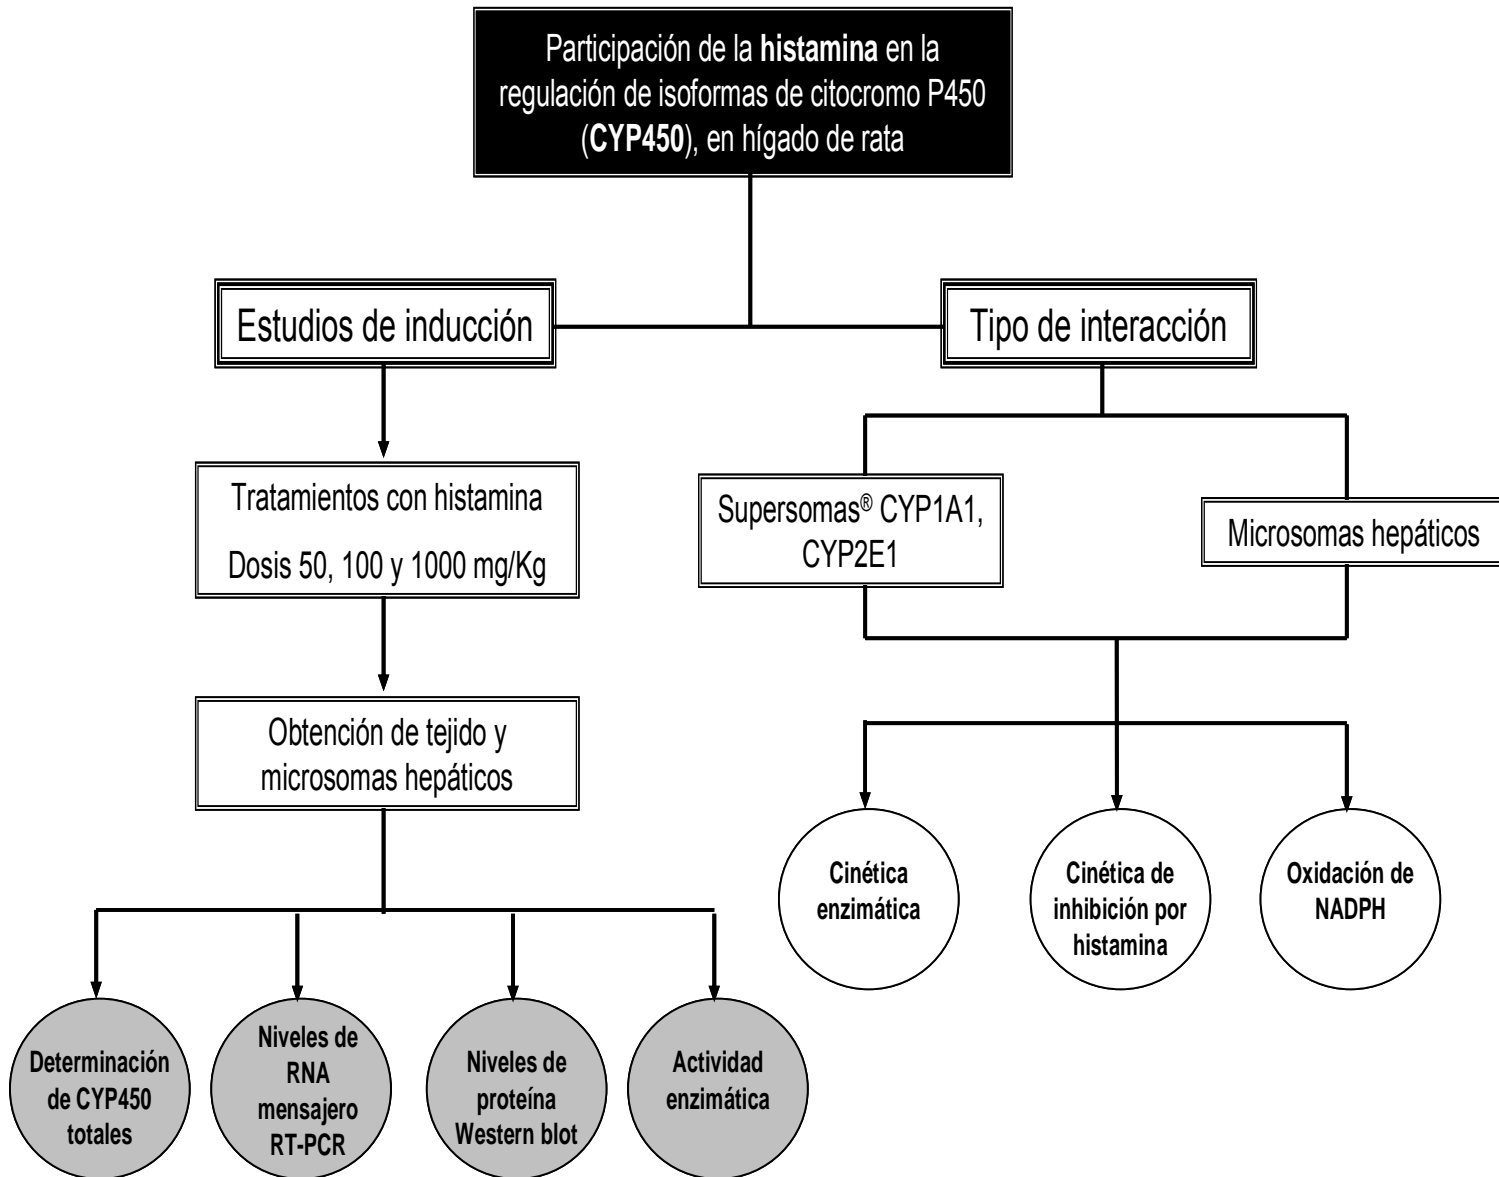 Participación de la histamina en la
regulación de isoformas de citocromo P450
(CYP450), en hígado de rata
Estudios de inducción
Tipo de interacción
Tratamientos con histamina
Dosis 50, 100 y 1000 mg/Kg
Supersomas® CYP1A1,
CYP2E1
Microsomas hepáticos
Obtención de tejido y
microsomas hepáticos
Cinética
enzimática
Cinética de
inhibición por
histamina
Oxidación de
NADPH
Determinación
de CYP450
totales
Niveles de
RNA
mensajero
RT-PCR
Niveles de
proteína
Western blot
Actividad
enzimática